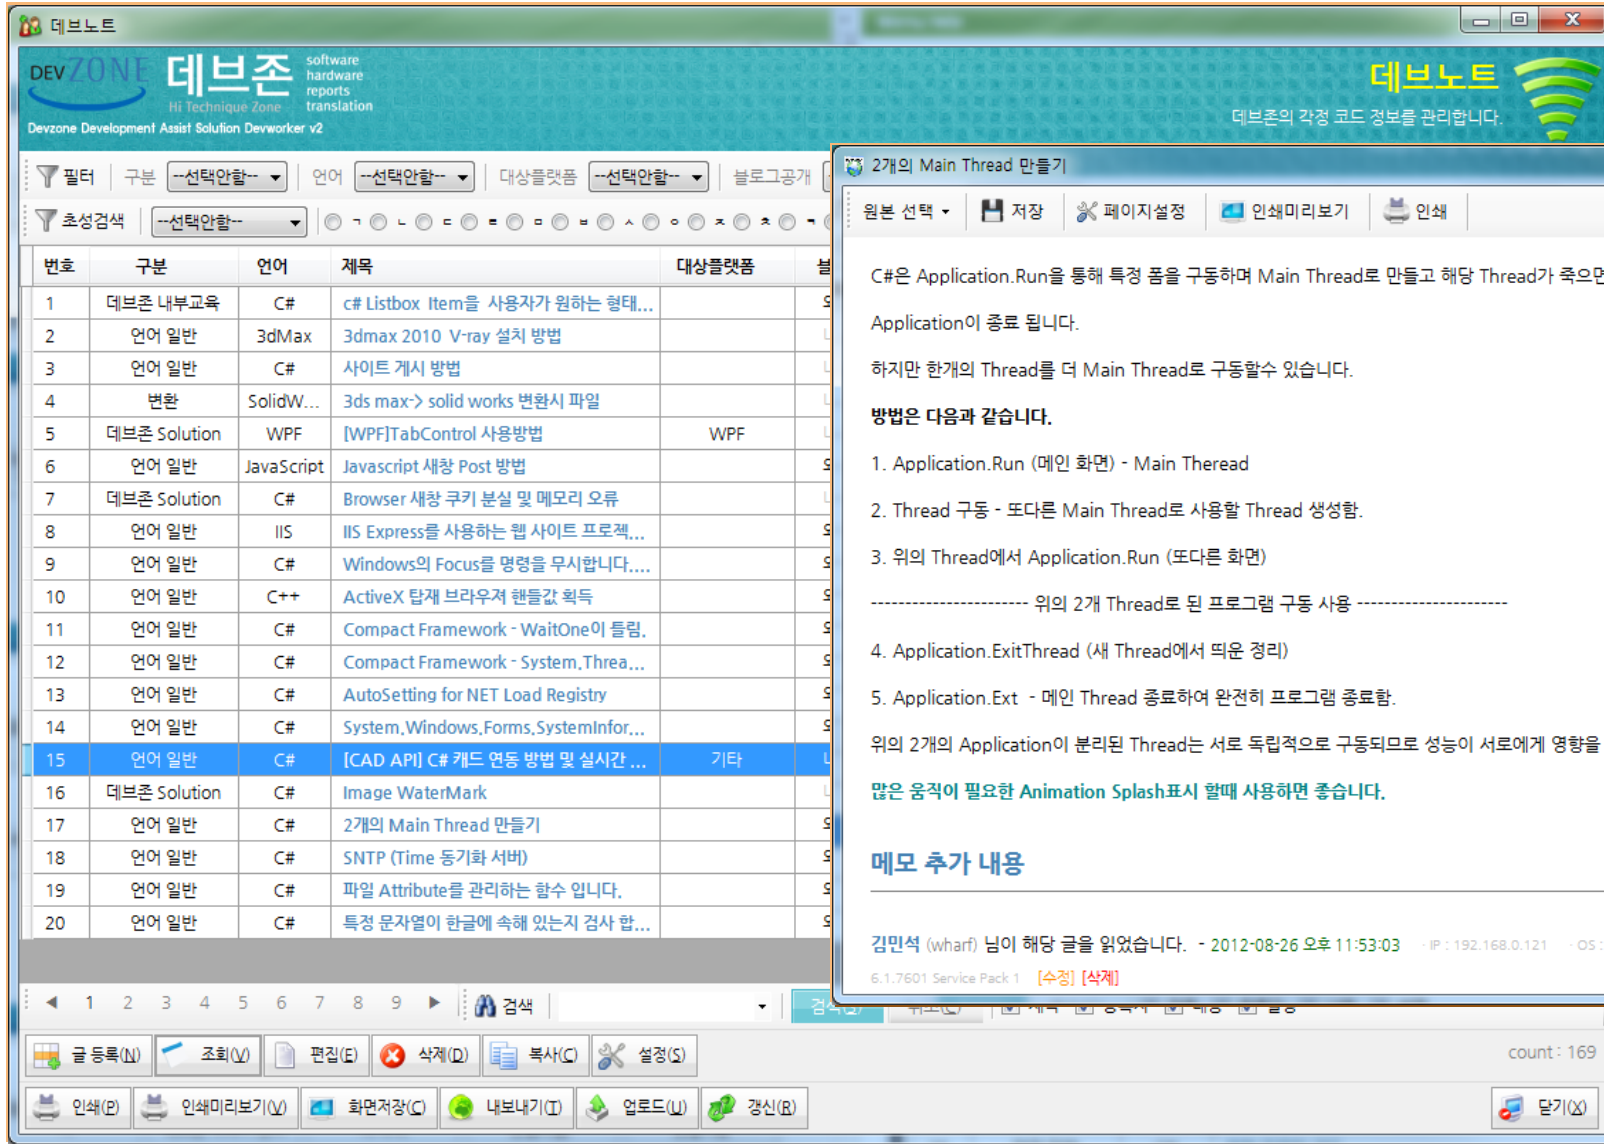 데브노트
DEVZONE 데브존 software
hardware
reports
Hi Technique Zone translation
Devzone Development Assist Solution Devworker v2
데브노트
데브존의 각정 코드 정보를 관리합니다.
필터 구분 --선택안함-- 언어 --선택안함-- 대상플랫폼 --선택안함-- 블로그공개
초성검색 --선택안함-- ㄱ ㄴ ㄷ ㄹ ㅁ ㅂ ㅅ ㅇ ㅈ ㅊ ㅋ
번호 구분 언어 제목 대상플랫폼
1 데브존 내부교육 C# c# Listbox Item을 사용자가 원하는 형태...
2 언어 일반 3dMax 3dmax 2010 V-ray 설치 방법
3 언어 일반 C# 사이트 게시 방법
4 변환 SolidW... 3ds max-> solid works 변환시 파일
5 데브존 Solution WPF [WPF]TabControl 사용방법 WPF
6 언어 일반 JavaScript Javascript 새창 Post 방법
7 데브존 Solution C# Browser 새창 쿠키 분실 및 메모리 오류
8 언어 일반 IIS IIS Express를 사용하는 웹 사이트 프로젝...
9 언어 일반 C# Windows의 Focus를 명령을 무시합니다....
10 언어 일반 C++ ActiveX 탑재 브라우져 핸들값 획득
11 언어 일반 C# Compact Framework - WaitOne이 틀림.
12 언어 일반 C# Compact Framework - System.Threa...
13 언어 일반 C# AutoSetting for NET Load Registry
14 언어 일반 C# System.Windows.Forms.SystemInfor...
15 언어 일반 C# [CAD API] C# 캐드 연동 방법 및 실시간 ... 기타
16 데브존 Solution C# Image WaterMark
17 언어 일반 C# 2개의 Main Thread 만들기
18 언어 일반 C# SNTP (Time 동기화 서버)
19 언어 일반 C# 파일 Attribute를 관리하는 함수 입니다.
20 언어 일반 C# 특정 문자열이 한글에 속해 있는지 검사 합...
2개의 Main Thread 만들기
원본 선택 저장 페이지설정 인쇄미리보기 인쇄
C#은 Application.Run을 통해 특정 폼을 구동하며 Main Thread로 만들고 해당 Thread가 죽으면
Application이 종료 됩니다.
하지만 한개의 Thread를 더 Main Thread로 구동할수 있습니다.
방법은 다음과 같습니다.
1. Application.Run (메인 화면) - Main Theread
2. Thread 구동 - 또다른 Main Thread로 사용할 Thread 생성함.
3. 위의 Thread에서 Application.Run (또다른 화면)
----------------------- 위의 2개 Thread로 된 프로그램 구동 사용 ----------------------
4. Application.ExitThread (새 Thread에서 띄운 정리)
5. Application.Ext - 메인 Thread 종료하여 완전히 프로그램 종료함.
위의 2개의 Application이 분리된 Thread는 서로 독립적으로 구동되므로 성능이 서로에게 영향을
많은 움직이 필요한 Animation Splash표시 할때 사용하면 좋습니다.
메모 추가 내용
김민석 (wharf) 님이 해당 글을 읽었습니다. - 2012-08-26 오후 11:53:03 · IP : 192.168.0.121 · OS :
6.1.7601 Service Pack 1 [수정] [삭제]
1 2 3 4 5 6 7 8 9 검색
글 등록(N) 조회(V) 편집(E) 삭제(D) 복사(C) 설정(S) count : 169
인쇄(P) 인쇄미리보기(V) 화면저장(C) 내보내기(T) 업로드(U) 갱신(R) 닫기(X)